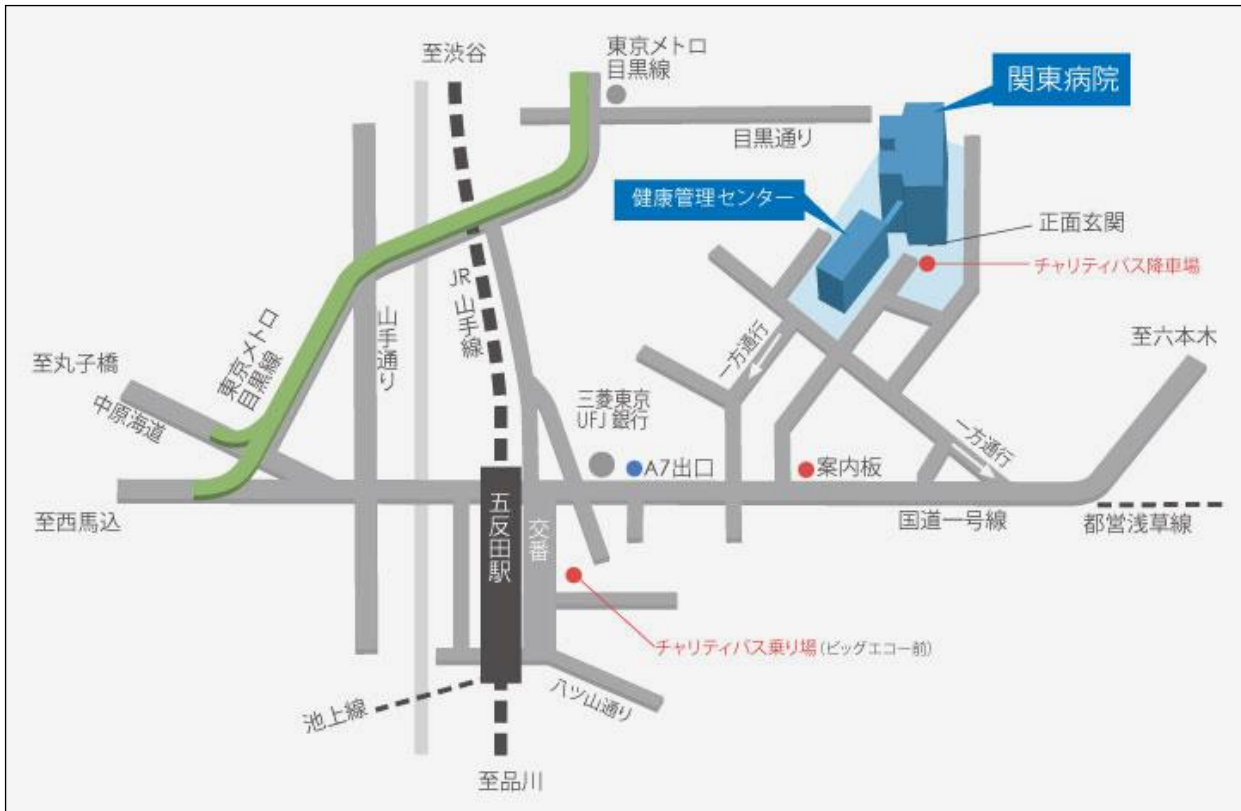 至渋谷
東京メトロ
目黒線
関東病院
目黒通り
健康管理センター
正面玄関
チャリティバス降車場
JR 山手線
山手通り
東京メトロ
目黒線
至丸子橋
中原海道
一方通行
至六本木
三菱東京
UFJ 銀行
A7出口
案内板
一方通行
至西馬込
五反田駅
交番
国道一号線
都営浅草線
チャリティバス乗り場(ビッグエコー前)
八ツ山通り
池上線
至品川